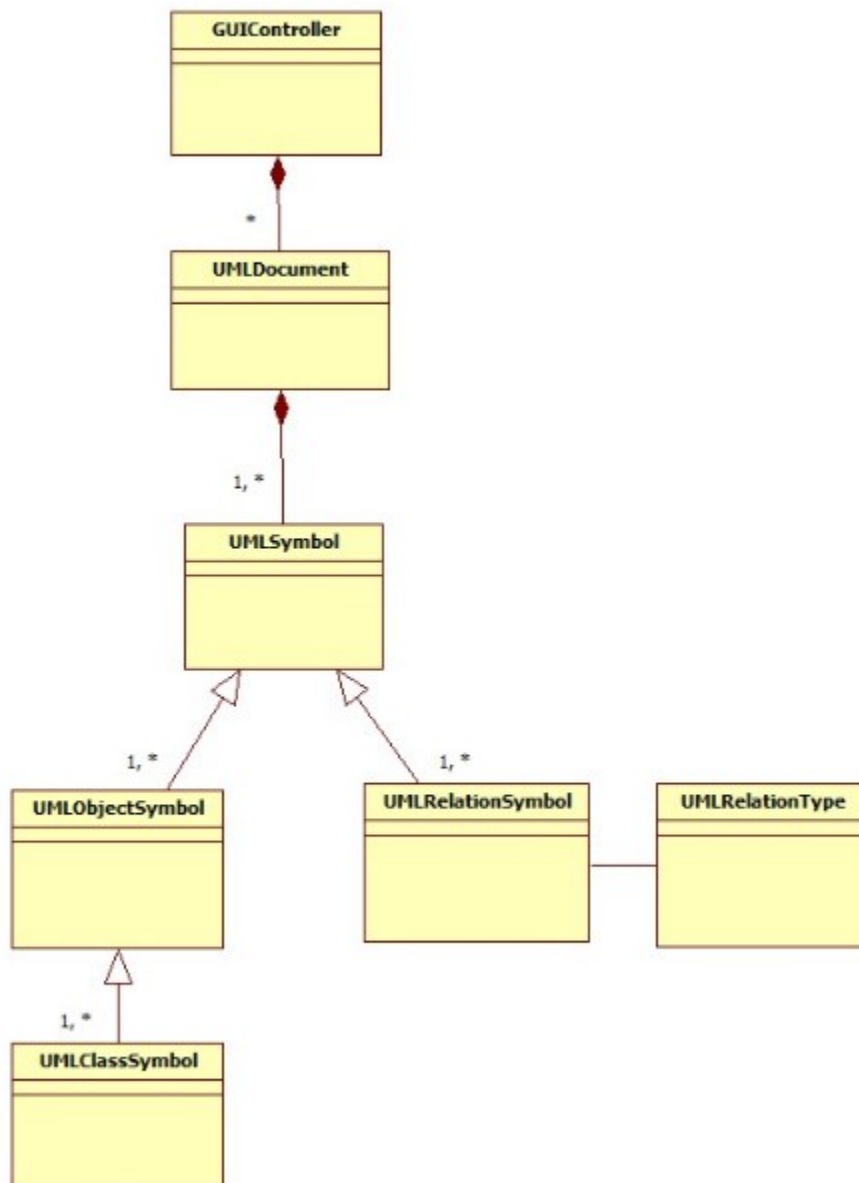 GUIController
*
UMLDocument
1, *
UMLSymbol
1, *
1, *
UMLObjectSymbol
UMLRelationSymbol
UMLRelationType
1, *
UMLClassSymbol